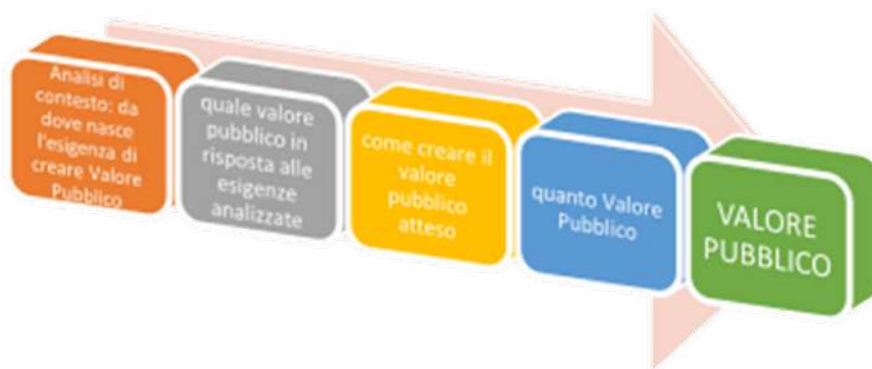 Analisi di
contesto: da
dove nasce
l'esigenza di
creare Valore
Pubblico
quale valore
pubblico in
risposta alle
esigenze
analizzate
come creare il
valore
pubblico
atteso
quanto Valore
Pubblico
VALORE
PUBBLICO